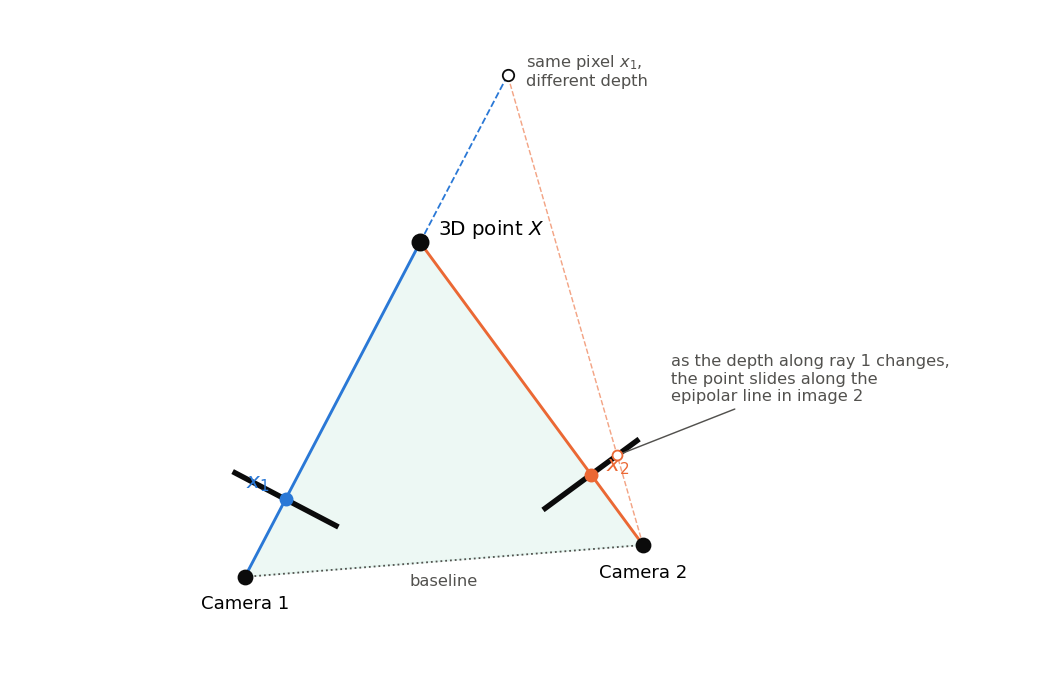 same pixel x₁,
different depth
3D point X
as the depth along ray 1 changes,
the point slides along the
epipolar line in image 2
x₂
x₁
Camera 2
baseline
Camera 1